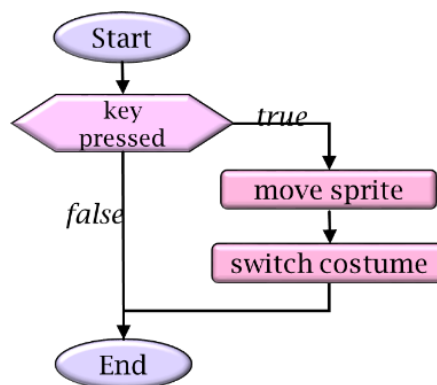 Start
key
pressed
true
move sprite
false
switch costume
End